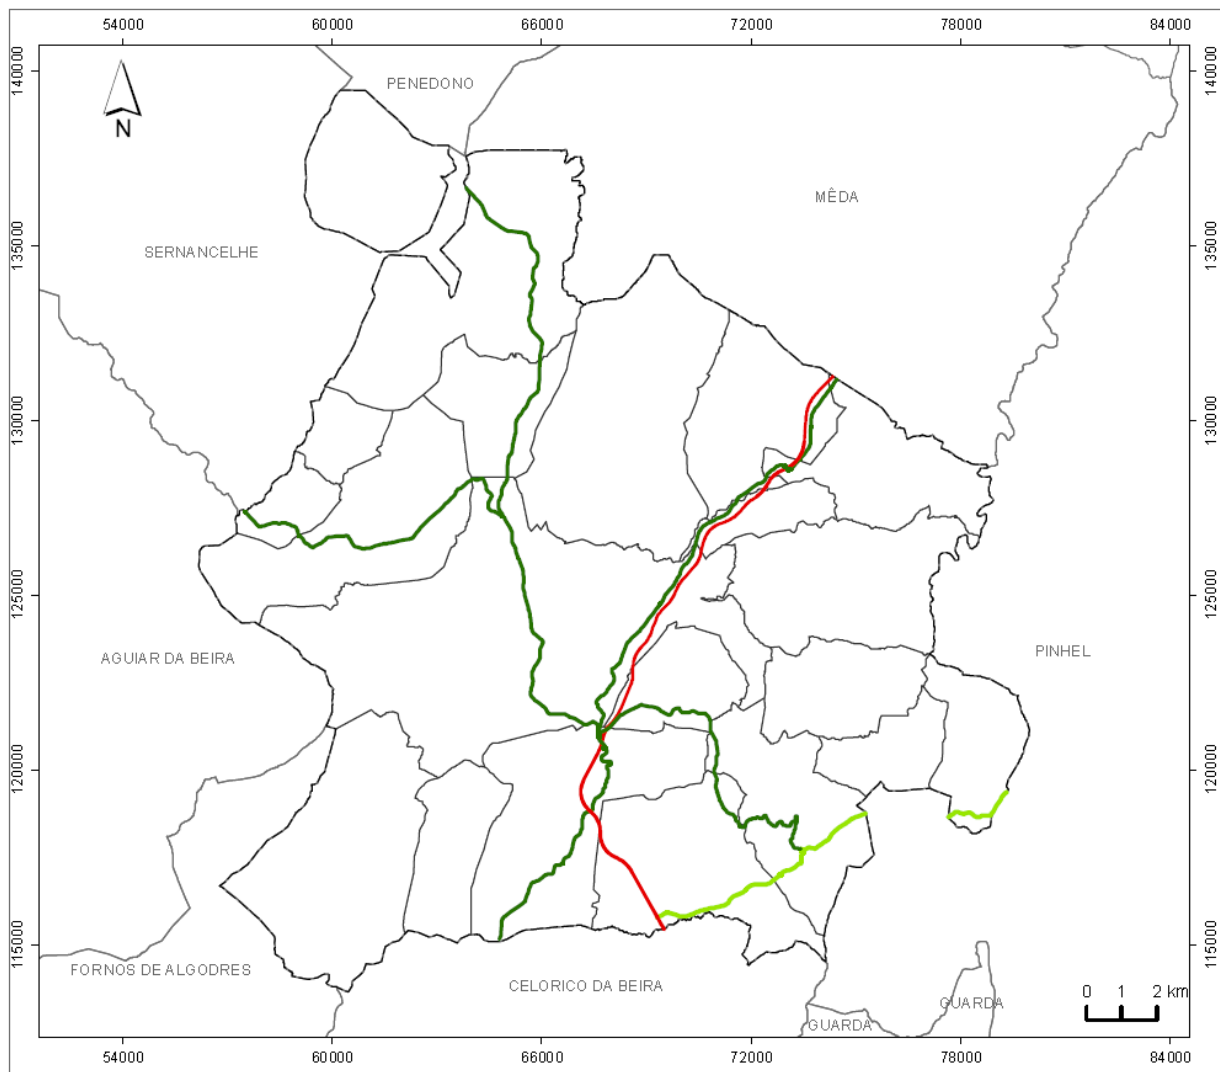 54000 60000 66000 72000 78000 84000
140000 140000
PENEDONO
N
MÊDA
SERNANCELHE
135000 135000
130000 130000
125000 125000
AGUIAR DA BEIRA
PINHEL
120000 120000
115000 115000
FORNOS DE ALGODRES
CELORICO DA BEIRA
0 1 2 km
GUARDA
GUARDA
54000 60000 66000 72000 78000 84000